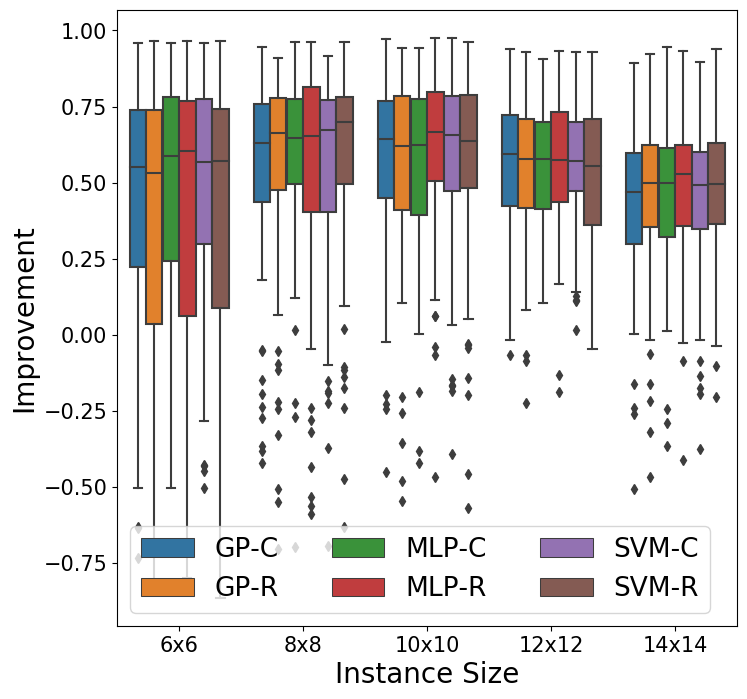 1.00
0.75
0.50
0.25
0.00
−0.25
−0.50
−0.75
Improvement
GP-C MLP-C SVM-C
GP-R MLP-R SVM-R
6x6 8x8 10x10 12x12 14x14
Instance Size